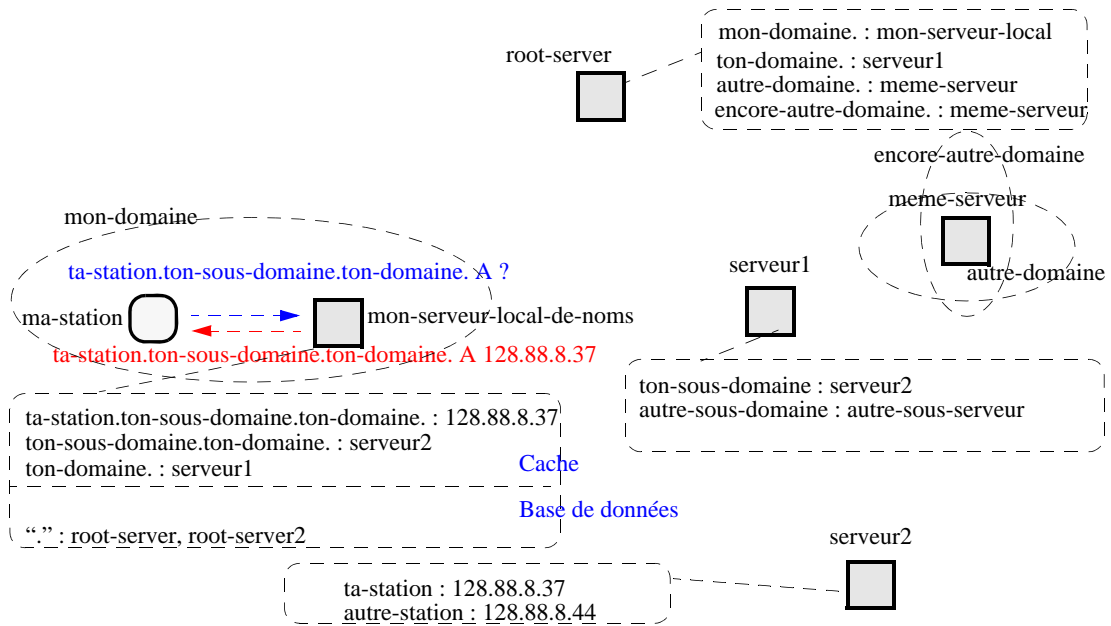 root-server
mon-domaine. : mon-serveur-local
ton-domaine. : serveur1
autre-domaine. : meme-serveur
encore-autre-domaine. : meme-serveur
encore-autre-domaine
meme-serveur
autre-domaine
mon-domaine
ta-station.ton-sous-domaine.ton-domaine. A ?
serveur1
ma-station
mon-serveur-local-de-noms
ta-station.ton-sous-domaine.ton-domaine. A 128.88.8.37
ton-sous-domaine : serveur2
autre-sous-domaine : autre-sous-serveur
ta-station.ton-sous-domaine.ton-domaine. : 128.88.8.37
ton-sous-domaine.ton-domaine. : serveur2
ton-domaine. : serveur1
Cache
Base de données
“.” : root-server, root-server2
serveur2
ta-station : 128.88.8.37
autre-station : 128.88.8.44